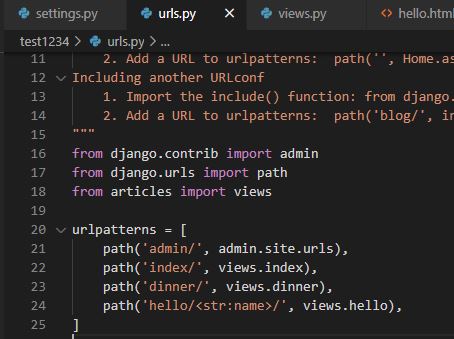 settings.py urls.py × views.py <> hello.htm
test1234 > urls.py > ...
11 2. Add a URL to urlpatterns: path('', Home.as
12 Including another URLconf
13 1. Import the include() function: from django.
14 2. Add a URL to urlpatterns: path('blog/', in
15 """
16 from django.contrib import admin
17 from django.urls import path
18 from articles import views
19
20 urlpatterns = [
21 path('admin/', admin.site.urls),
22 path('index/', views.index),
23 path('dinner/', views.dinner),
24 path('hello/<str:name>/', views.hello),
25 ]